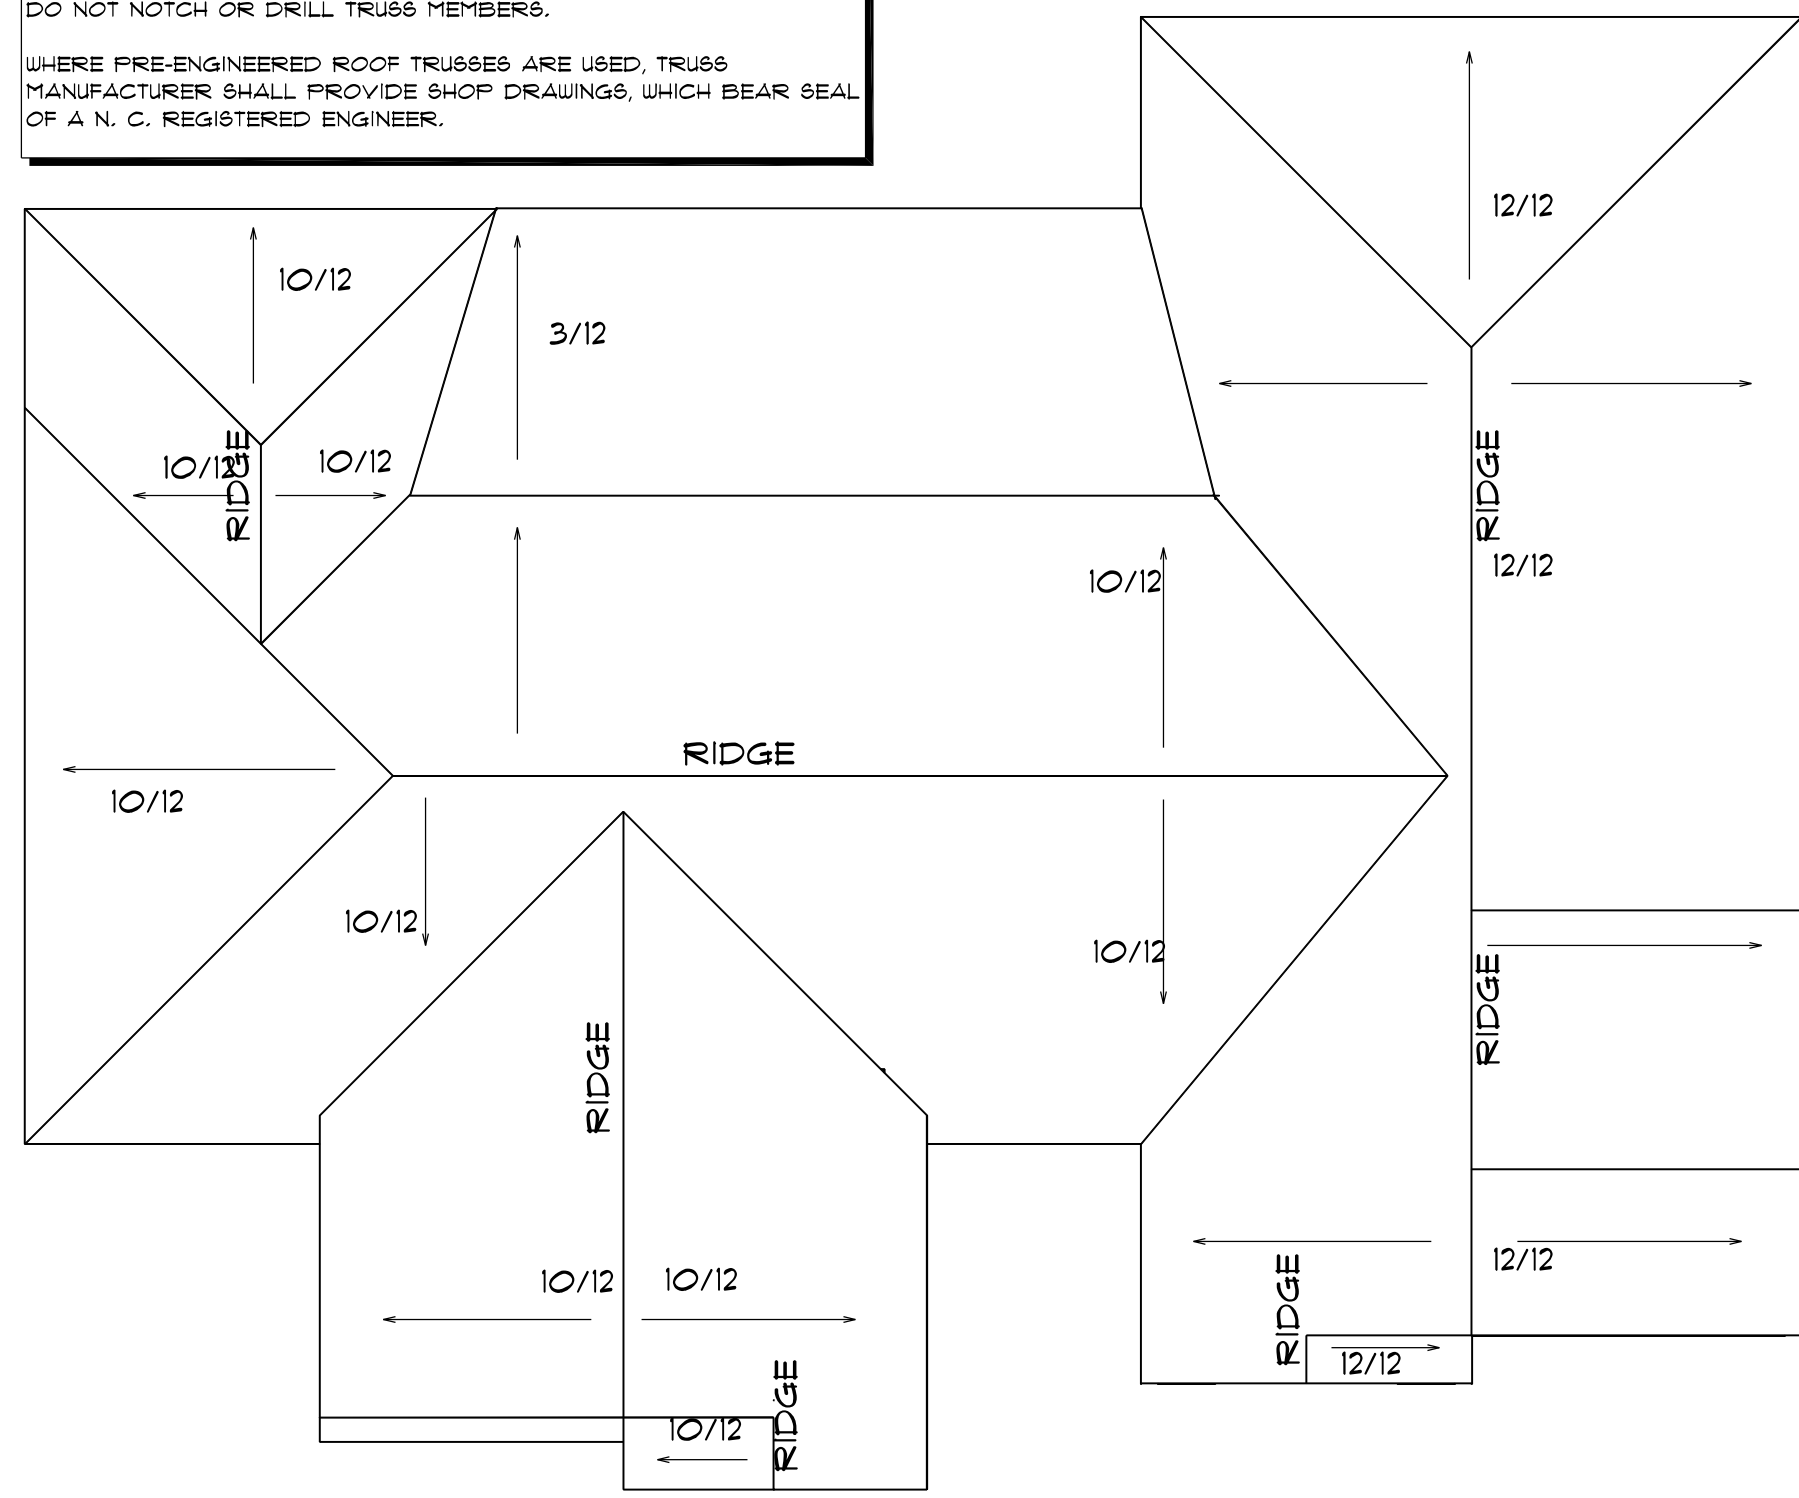 DO NOT NOTCH OR DRILL TRUSS MEMBERS.
WHERE PRE-ENGINEERED ROOF TRUSSES ARE USED, TRUSS
MANUFACTURER SHALL PROVIDE SHOP DRAWINGS, WHICH BEAR SEAL
OF A N. C. REGISTERED ENGINEER.
12/12
10/12
3/12
10/12
RIDGE
10/12
RIDGE
12/12
10/12
RIDGE
10/12
10/12
10/12
RIDGE
RIDGE
12/12
10/12
10/12
RIDGE
12/12
10/12
RIDGE